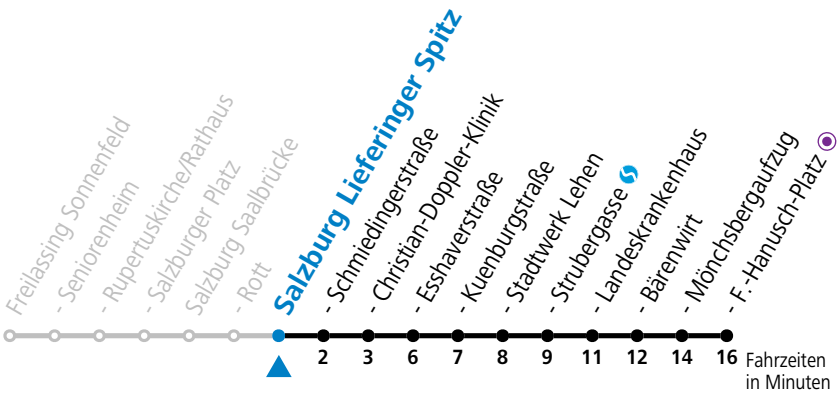 Freilassing Sonnenfeld
- Seniorenheim
- Rupertuskirche/Rathaus
- Salzburger Platz
Salzburg Saalbrücke
- Rott
Salzburg Lieferinger Spitz
- Schmiedingerstraße
- Christian-Doppler-Klinik
- Esshaverstraße
- Kuenburgstraße
- Stadtwerk Lehen
- Strubergasse
- Landeskrankenhaus
- Bärenwirt
- Mönchsbergaufzug
- F.-Hanusch-Platz
2 3 6 7 8 9 11 12 14 16 Fahrzeiten
in Minuten